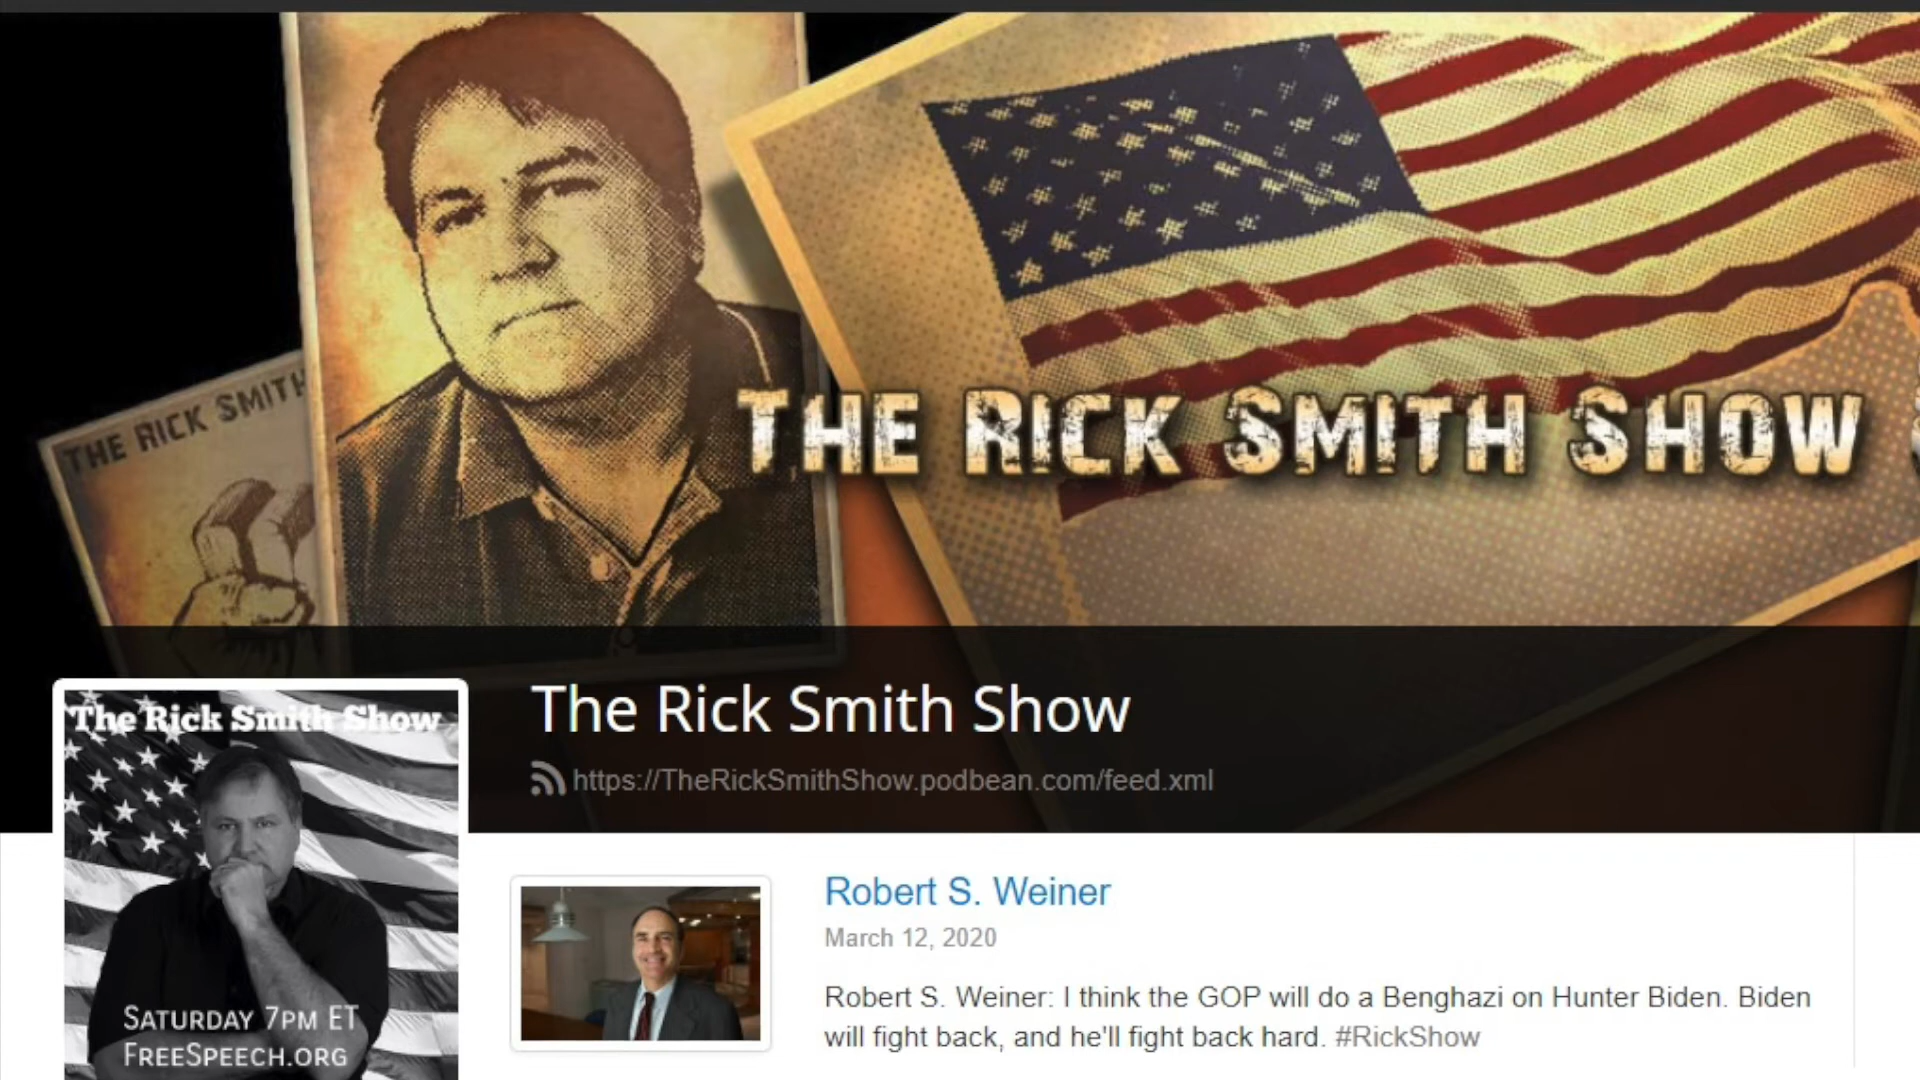 THE RICK SMITH
THE RICK SMITH SHOW
The Rick Smith Show
https://TheRickSmithShow.podbean.com/feed.xml
The Rick Smith Show
SATURDAY 7PM ET
FREESPEECH.ORG
Robert S. Weiner
March 12, 2020
Robert S. Weiner: I think the GOP will do a Benghazi on Hunter Biden. Biden
will fight back, and he'll fight back hard. #RickShow